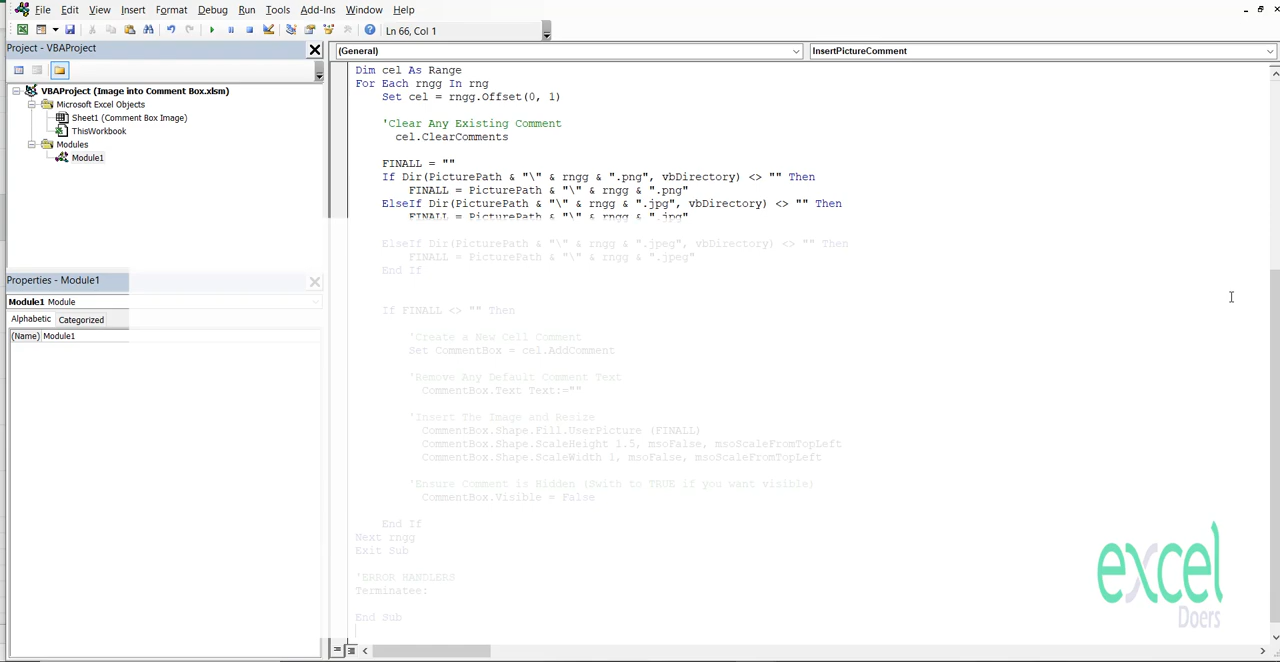 File Edit View Insert Format Debug Run Tools Add-Ins Window Help
Ln 66, Col 1
Project - VBAProject
(General)
InsertPictureComment
VBAProject (Image into Comment Box.xlsm)
Microsoft Excel Objects
Sheet1 (Comment Box Image)
ThisWorkbook
Modules
Module1
Properties - Module1
Module1 Module
Alphabetic Categorized
(Name) Module1
Dim cel As Range
For Each rngg In rng
Set cel = rngg.Offset(0, 1)
'Clear Any Existing Comment
cel.ClearComments
FINALL = ""
If Dir(PicturePath & "\" & rngg & ".png", vbDirectory) <> "" Then
FINALL = PicturePath & "\" & rngg & ".png"
ElseIf Dir(PicturePath & "\" & rngg & ".jpg", vbDirectory) <> "" Then
FINALL = PicturePath & "\" & rngg & ".jpg"
ElseIf Dir(PicturePath & "\" & rngg & ".jpeg", vbDirectory) <> "" Then
FINALL = PicturePath & "\" & rngg & ".jpeg"
End If
If FINALL <> "" Then
'Create a New Cell Comment
Set CommentBox = cel.AddComment
'Remove Any Default Comment Text
CommentBox.Text Text:=""
'Insert The Image and Resize
CommentBox.Shape.Fill.UserPicture (FINALL)
CommentBox.Shape.ScaleHeight 1.5, msoFalse, msoScaleFromTopLeft
CommentBox.Shape.ScaleWidth 1, msoFalse, msoScaleFromTopLeft
'Ensure Comment is Hidden (Swith to TRUE if you want visible)
CommentBox.Visible = False
End If
Next rngg
Exit Sub
'ERROR HANDLERS
Terminatee:
End Sub
excel
Doers